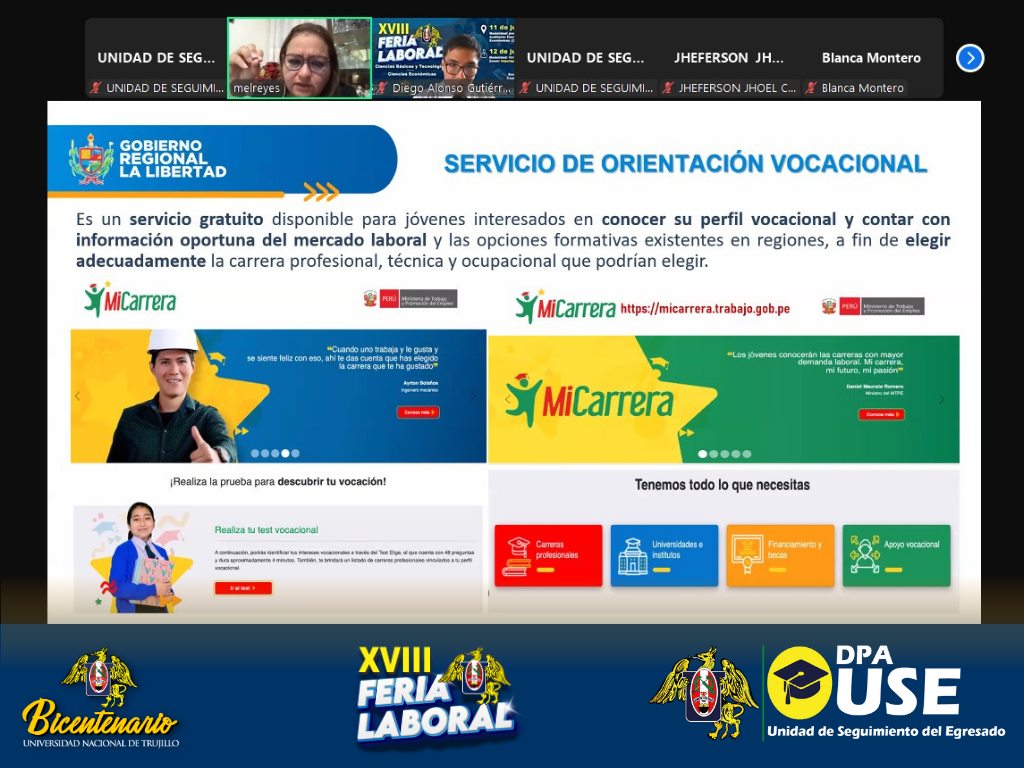 UNIDAD DE SEG...
UNIDAD DE SEGUIMI...
melreyes
XVIII
FERIA
LABORAL
Ciencias Básicas y Tecnológicas
Ciencias Económicas
11 de ju
12 de ju
Diego Alonso Gutiérr...
UNIDAD DE SEG...
UNIDAD DE SEGUIMI...
JHEFERSON JH...
JHEFERSON JHOEL C...
Blanca Montero
Blanca Montero
GOBIERNO
REGIONAL
LA LIBERTAD
SERVICIO DE ORIENTACIÓN VOCACIONAL
Es un servicio gratuito disponible para jóvenes interesados en conocer su perfil vocacional y contar con
información oportuna del mercado laboral y las opciones formativas existentes en regiones, a fin de elegir
adecuadamente la carrera profesional, técnica y ocupacional que podrían elegir.
MiCarrera
PERÚ
Ministerio de Trabajo
y Promoción del Empleo
"Cuando uno trabaja y le gusta y
se siente feliz con eso, ahí te das cuenta que has elegido
la carrera que te ha gustado"
Ayrton Bolaños
Ingeniero mecánico
Conoce más >
¡Realiza la prueba para descubrir tu vocación!
Realiza tu test vocacional
A continuación, podrás identificar tus intereses vocacionales a través del Test Elige, el que cuenta con 48 preguntas
y dura aproximadamente 4 minutos. También, te brindará un listado de carreras profesionales vinculados a tu perfil
vocacional.
Ir al test >
MiCarrera https://micarrera.trabajo.gob.pe
PERÚ
Ministerio de Trabajo
y Promoción del Empleo
"Los jóvenes conocerán las carreras con mayor
demanda laboral. Mi carrera,
mi futuro, mi pasión"
Daniel Maurate Romero
Ministro del MTPE
Conoce más >
MiCarrera
Tenemos todo lo que necesitas
Carreras
profesionales
Universidades e
institutos
Financiamiento y
becas
Apoyo vocacional
Bicentenario
UNIVERSIDAD NACIONAL DE TRUJILLO
XVIII
FERIA
LABORAL
DPA
USE
Unidad de Seguimiento del Egresado